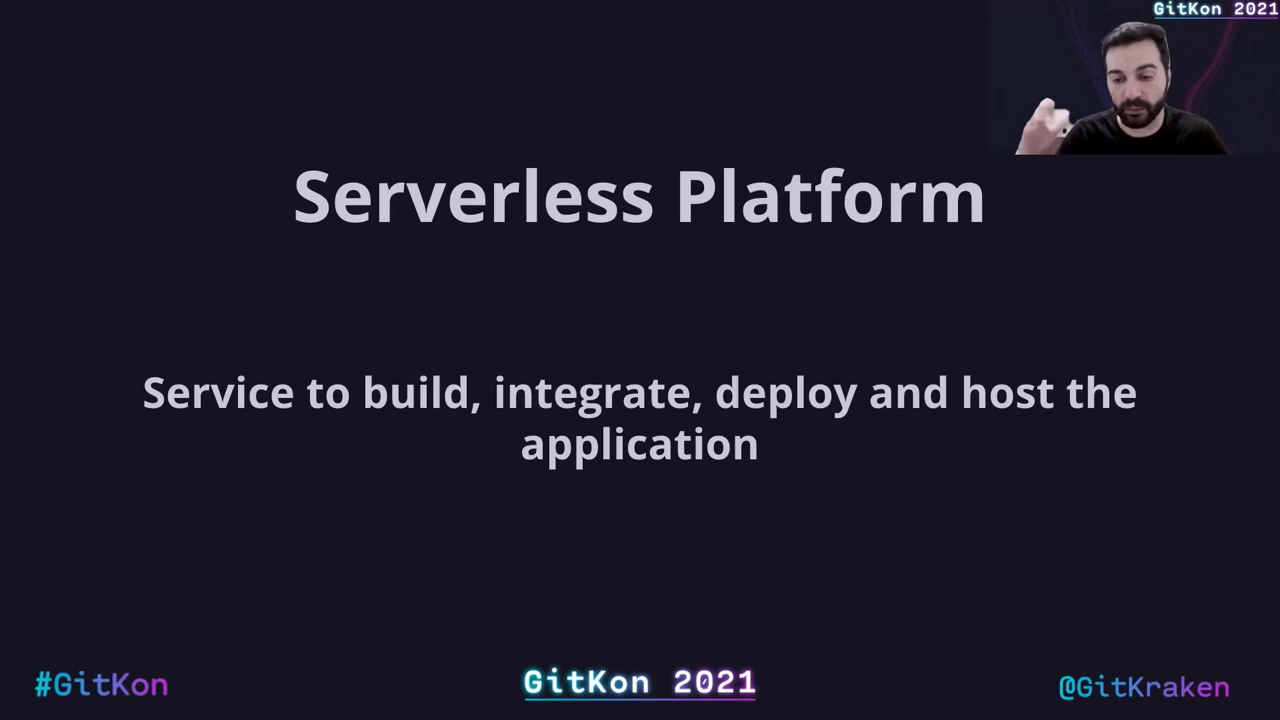 GitKon 2021
Serverless Platform
Service to build, integrate, deploy and host the
application
#GitKon
GitKon 2021
@GitKraken